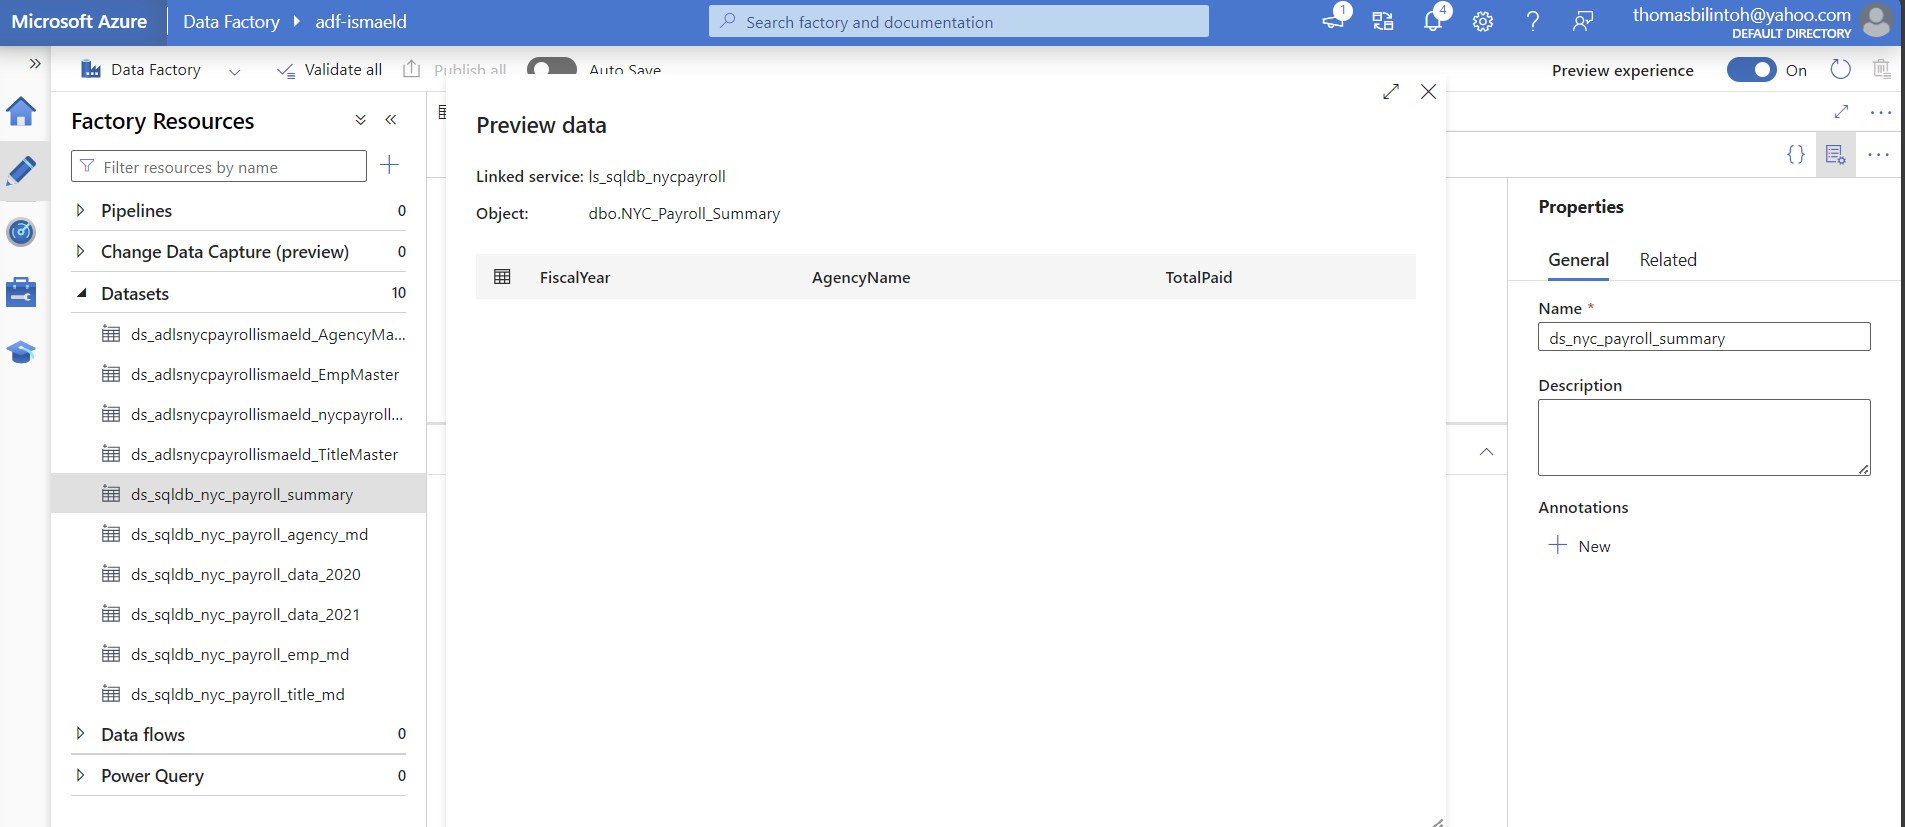 Microsoft Azure
Data Factory
adf-ismaeld
Search factory and documentation
1
4
thomasbilintoh@yahoo.com
DEFAULT DIRECTORY
Data Factory
Validate all
Publish all
Auto Save
Preview experience
On
Factory Resources
Filter resources by name
Pipelines
0
Change Data Capture (preview)
0
Datasets
10
ds_adlsnycpayrollismaeld_AgencyMa...
ds_adlsnycpayrollismaeld_EmpMaster
ds_adlsnycpayrollismaeld_nycpayroll...
ds_adlsnycpayrollismaeld_TitleMaster
ds_sqldb_nyc_payroll_summary
ds_sqldb_nyc_payroll_agency_md
ds_sqldb_nyc_payroll_data_2020
ds_sqldb_nyc_payroll_data_2021
ds_sqldb_nyc_payroll_emp_md
ds_sqldb_nyc_payroll_title_md
Data flows
0
Power Query
0
Preview data
Linked service: ls_sqldb_nycpayroll
Object: dbo.NYC_Payroll_Summary
FiscalYear AgencyName TotalPaid
Properties
General Related
Name *
ds_nyc_payroll_summary
Description
Annotations
New